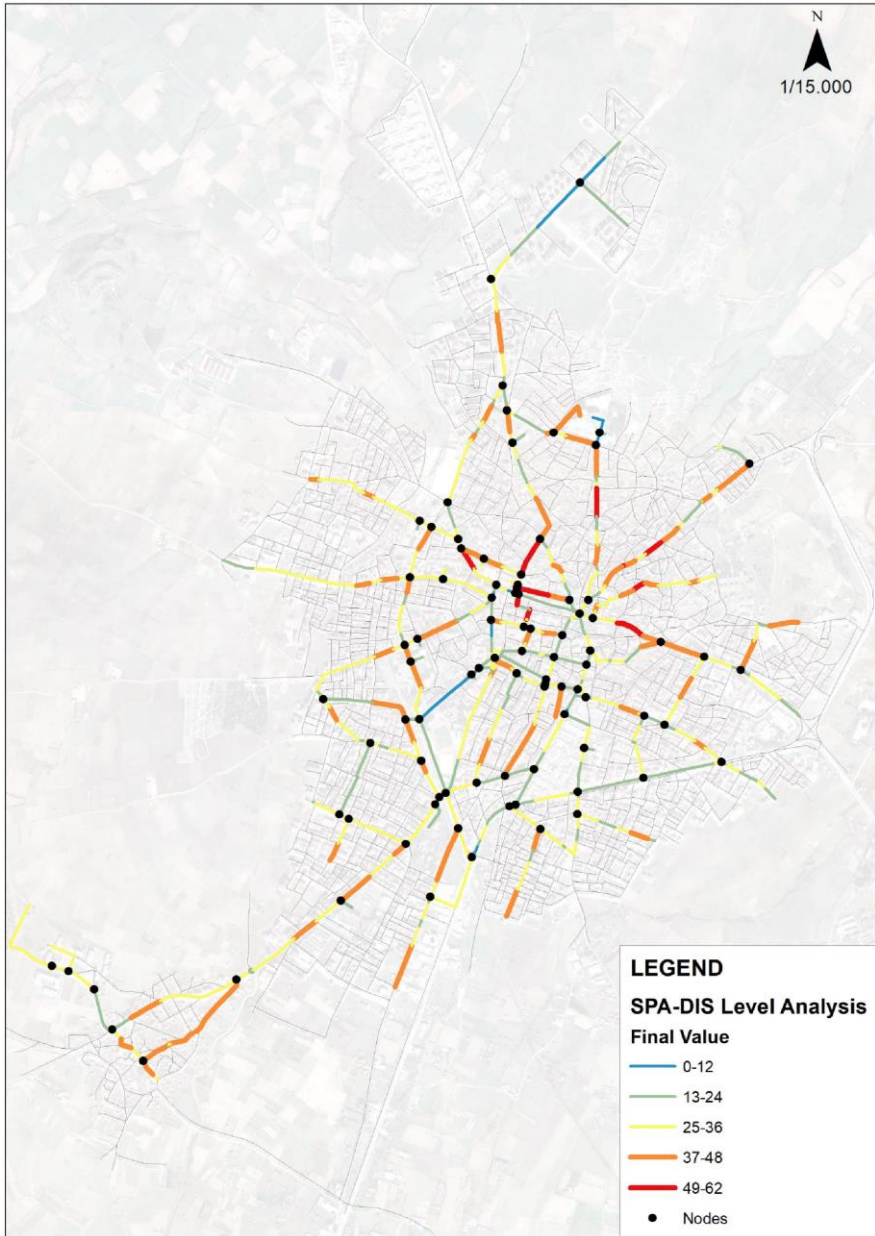 N
1/15.000
LEGEND
SPA-DIS Level Analysis
Final Value
0-12
13-24
25-36
37-48
49-62
Nodes